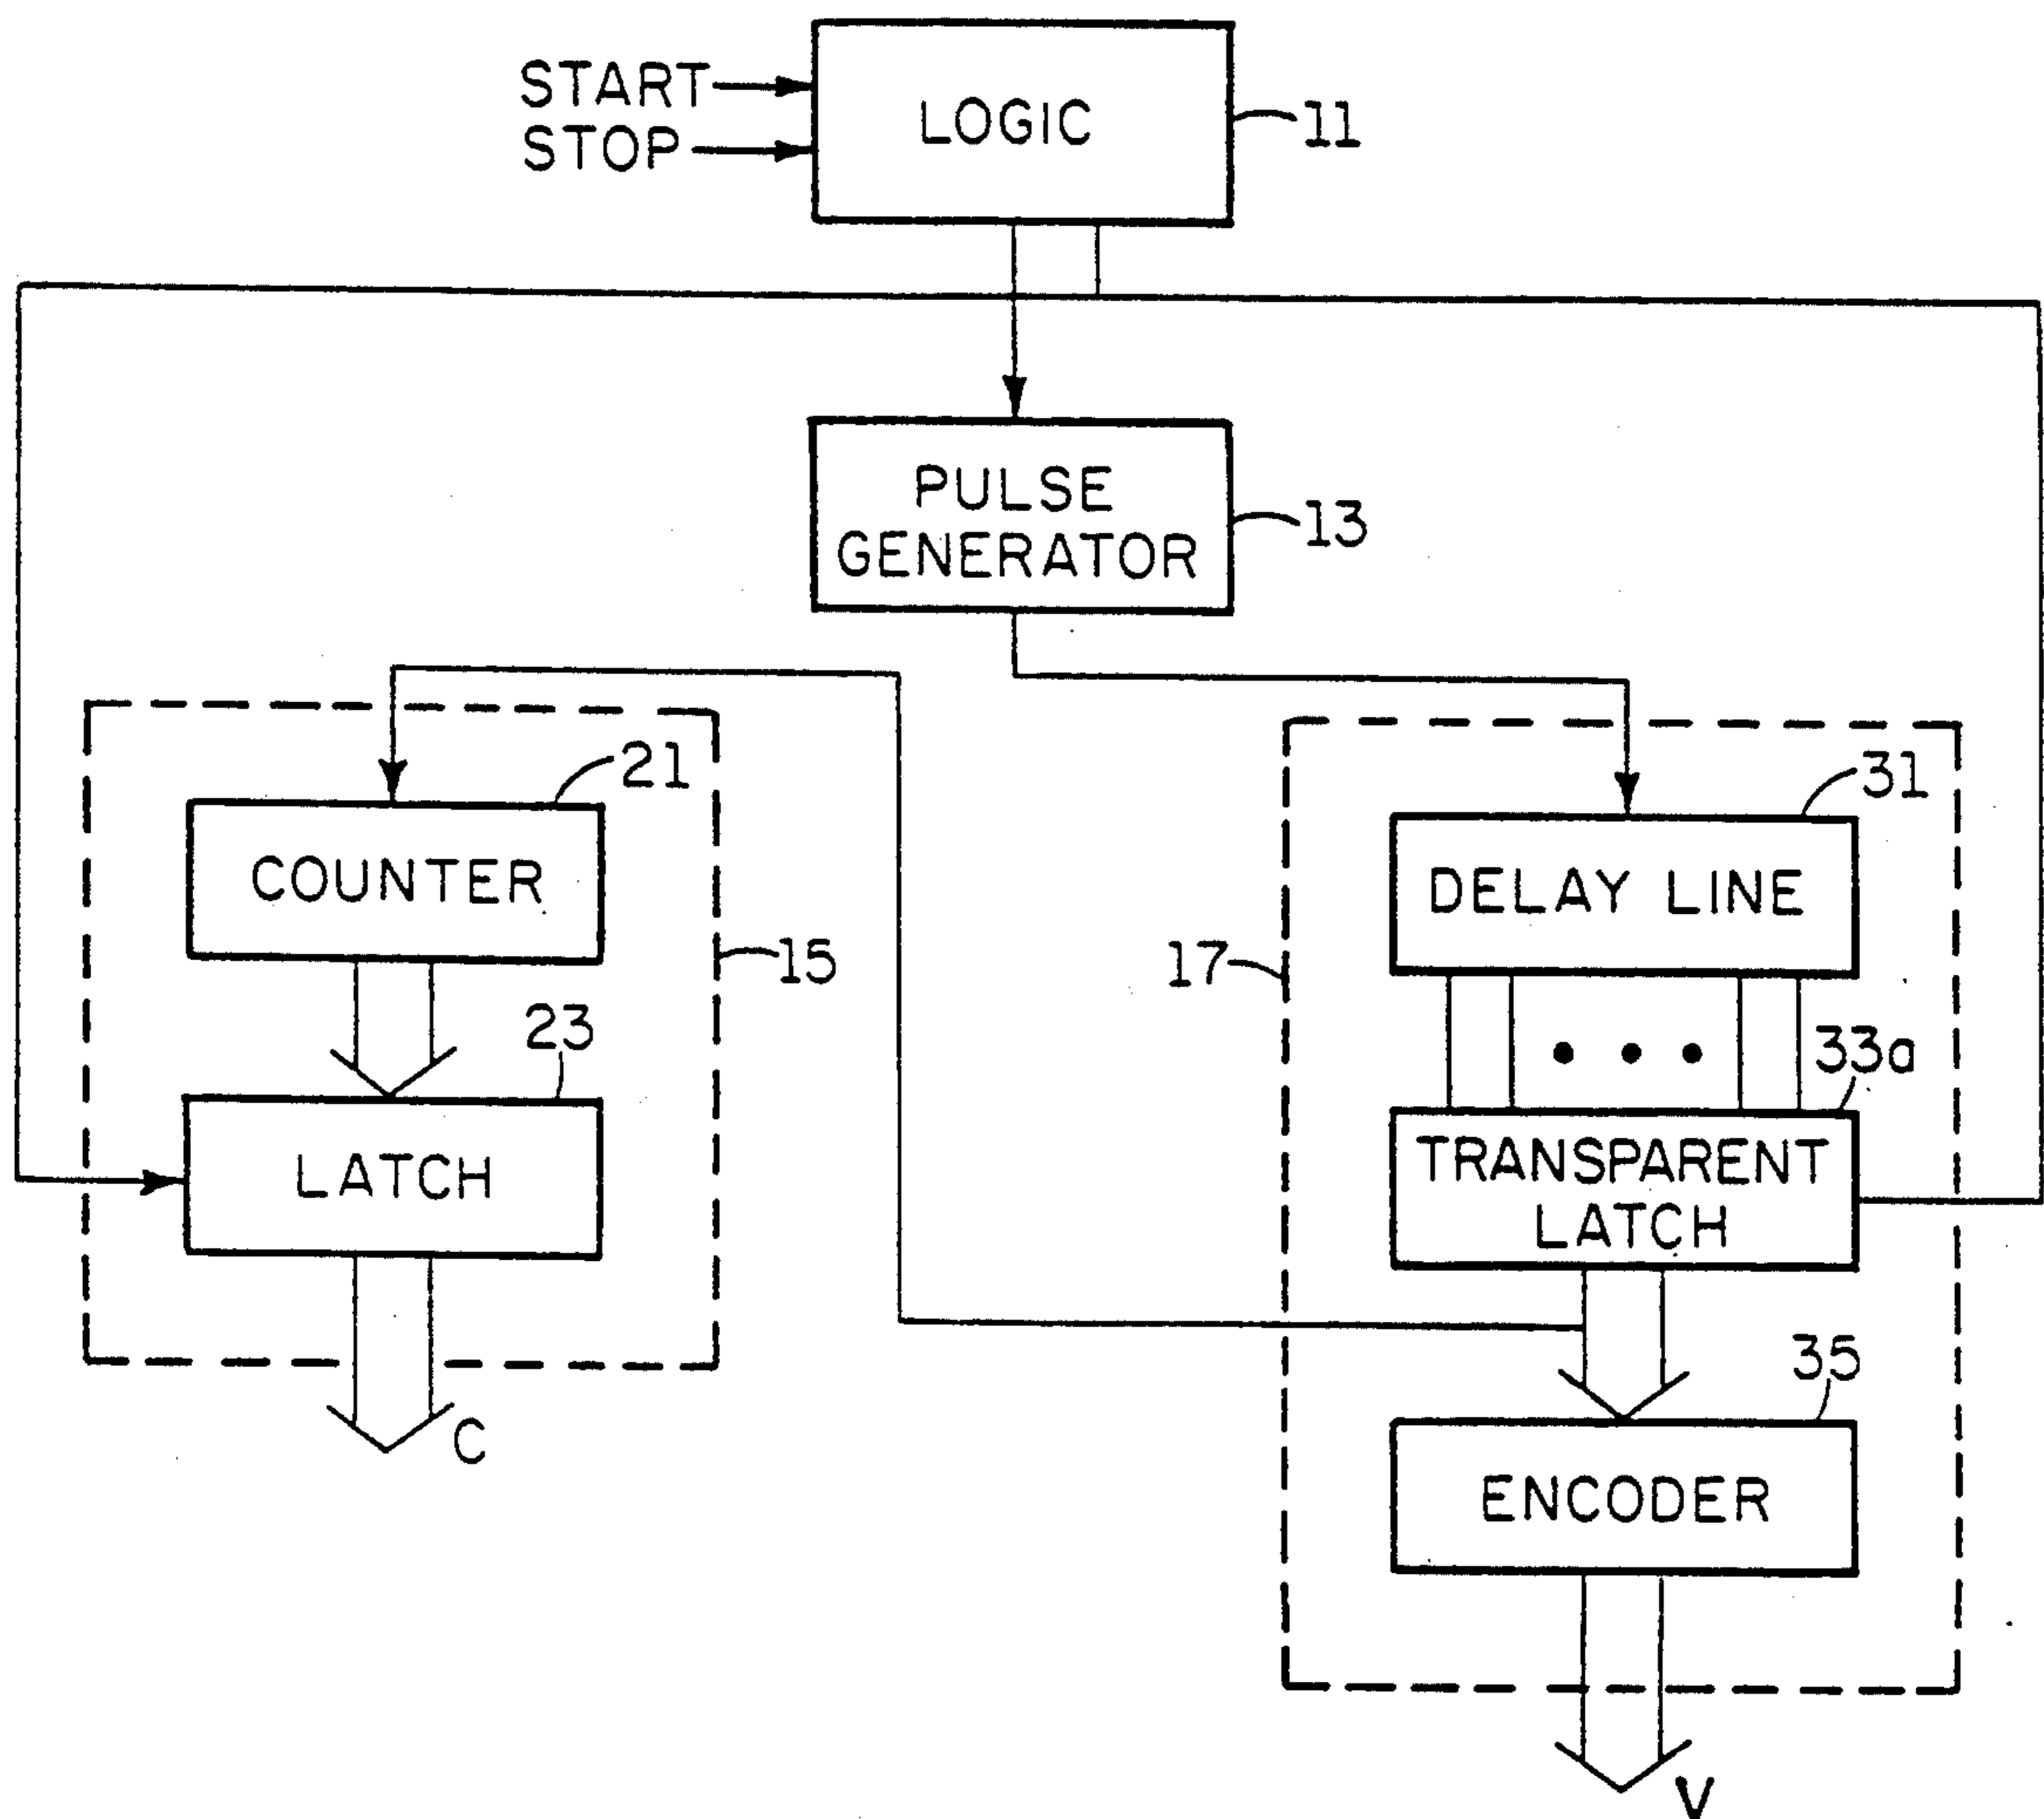 START
STOP
LOGIC
11
PULSE
GENERATOR
13
21
COUNTER
15
23
LATCH
C
31
DELAY LINE
17
33a
TRANSPARENT
LATCH
35
ENCODER
V